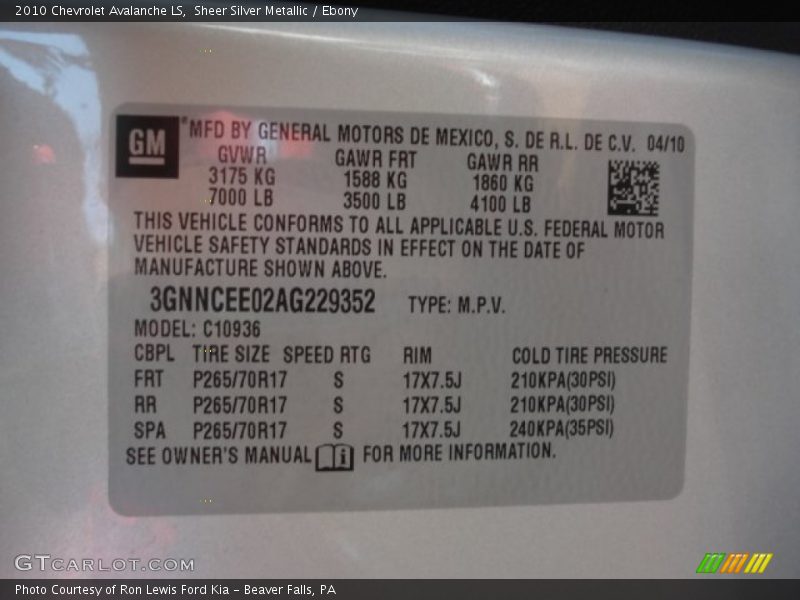 2010 Chevrolet Avalanche LS, Sheer Silver Metallic / Ebony
GM
MFD BY GENERAL MOTORS DE MEXICO, S. DE R.L. DE C.V. 04/10
GVWR GAWR FRT GAWR RR
3175 KG 1588 KG 1860 KG
7000 LB 3500 LB 4100 LB
THIS VEHICLE CONFORMS TO ALL APPLICABLE U.S. FEDERAL MOTOR
VEHICLE SAFETY STANDARDS IN EFFECT ON THE DATE OF
MANUFACTURE SHOWN ABOVE.
3GNNCEE02AG229352 TYPE: M.P.V.
MODEL: C10936
CBPL TIRE SIZE SPEED RTG RIM COLD TIRE PRESSURE
FRT P265/70R17 S 17X7.5J 210KPA(30PSI)
RR P265/70R17 S 17X7.5J 210KPA(30PSI)
SPA P265/70R17 S 17X7.5J 240KPA(35PSI)
SEE OWNER'S MANUAL i FOR MORE INFORMATION.
GTCARLOT.COM
Photo Courtesy of Ron Lewis Ford Kia - Beaver Falls, PA